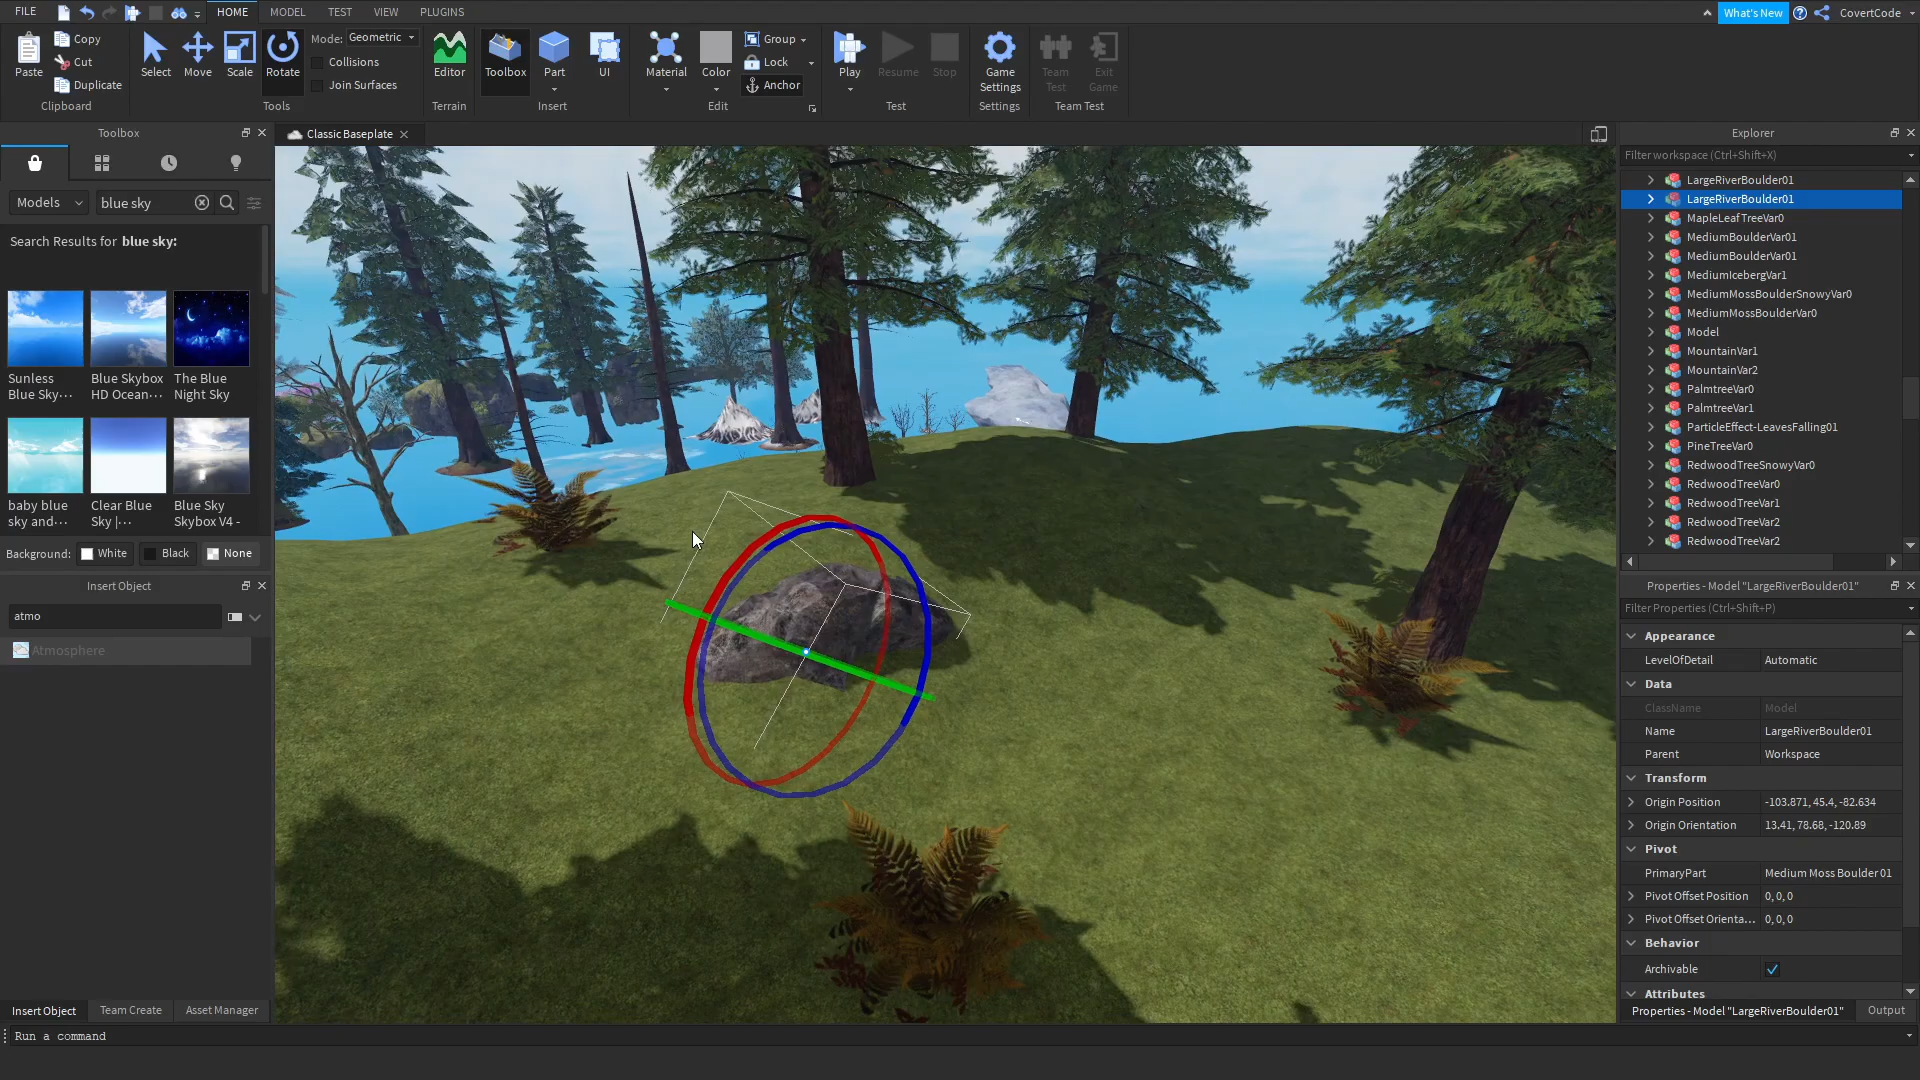 FILE
HOME
MODEL
TEST
VIEW
PLUGINS
What's New
CovertCode
Paste
Copy
Cut
Duplicate
Clipboard
Select
Move
Scale
Rotate
Mode: Geometric
Collisions
Join Surfaces
Tools
Editor
Terrain
Toolbox
Part
UI
Insert
Material
Color
Group
Lock
Anchor
Edit
Play
Resume
Stop
Test
Game
Settings
Settings
Team
Test
Exit
Game
Team Test
Toolbox
Models
blue sky
Search Results for blue sky:
Sunless
Blue Sky...
Blue Skybox
HD Ocean...
The Blue
Night Sky
baby blue
sky and...
Clear Blue
Sky |...
Blue Sky
Skybox V4 -
Background:
White
Black
None
Insert Object
atmo
Atmosphere
Insert Object
Team Create
Asset Manager
Run a command
Classic Baseplate
Explorer
Filter workspace (Ctrl+Shift+X)
LargeRiverBoulder01
LargeRiverBoulder01
MapleLeafTreeVar0
MediumBoulderVar01
MediumBoulderVar01
MediumIcebergVar1
MediumMossBoulderSnowyVar0
MediumMossBoulderVar0
Model
MountainVar1
MountainVar2
PalmtreeVar0
PalmtreeVar1
ParticleEffect-LeavesFalling01
PineTreeVar0
RedwoodTreeSnowyVar0
RedwoodTreeVar0
RedwoodTreeVar1
RedwoodTreeVar2
RedwoodTreeVar2
Properties - Model "LargeRiverBoulder01"
Filter Properties (Ctrl+Shift+P)
Appearance
LevelOfDetail Automatic
Data
ClassName Model
Name LargeRiverBoulder01
Parent Workspace
Transform
Origin Position -103.871, 45.4, -82.634
Origin Orientation 13.41, 78.68, -120.89
Pivot
PrimaryPart Medium Moss Boulder 01
Pivot Offset Position 0, 0, 0
Pivot Offset Orienta... 0, 0, 0
Behavior
Archivable
Attributes
Properties - Model "LargeRiverBoulder01"
Output